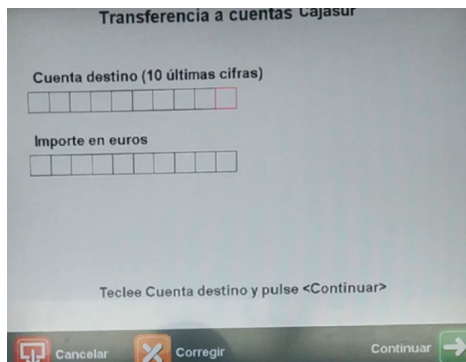 Transferencia a cuentas Cajasur
Cuenta destino (10 últimas cifras)
Importe en euros
Teclee Cuenta destino y pulse <Continuar>
Cancelar
Corregir
Continuar